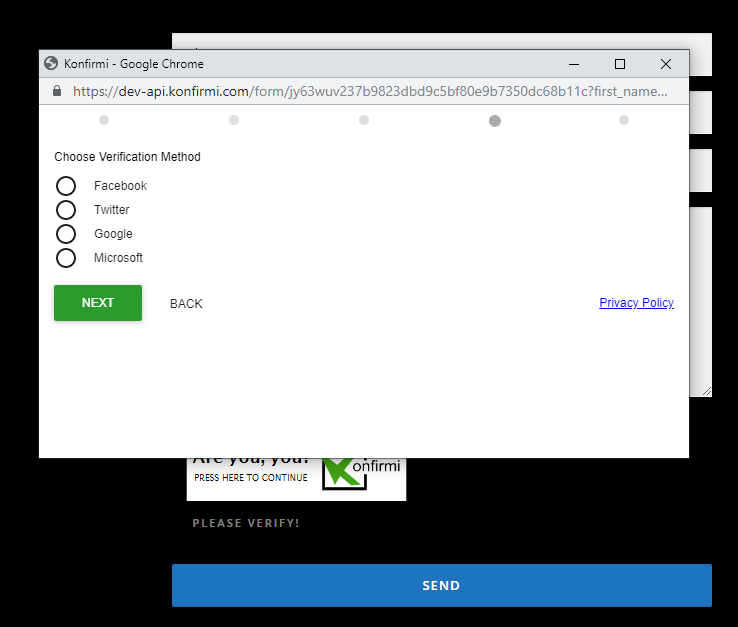 Konfirmi - Google Chrome
https://dev-api.konfirmi.com/form/jy63wuv237b9823dbd9c5bf80e9b7350dc68b11c?first_name...
Choose Verification Method
Facebook
Twitter
Google
Microsoft
NEXT
BACK
Privacy Policy
Are you, you?
onfirmi
PRESS HERE TO CONTINUE
PLEASE VERIFY!
SEND